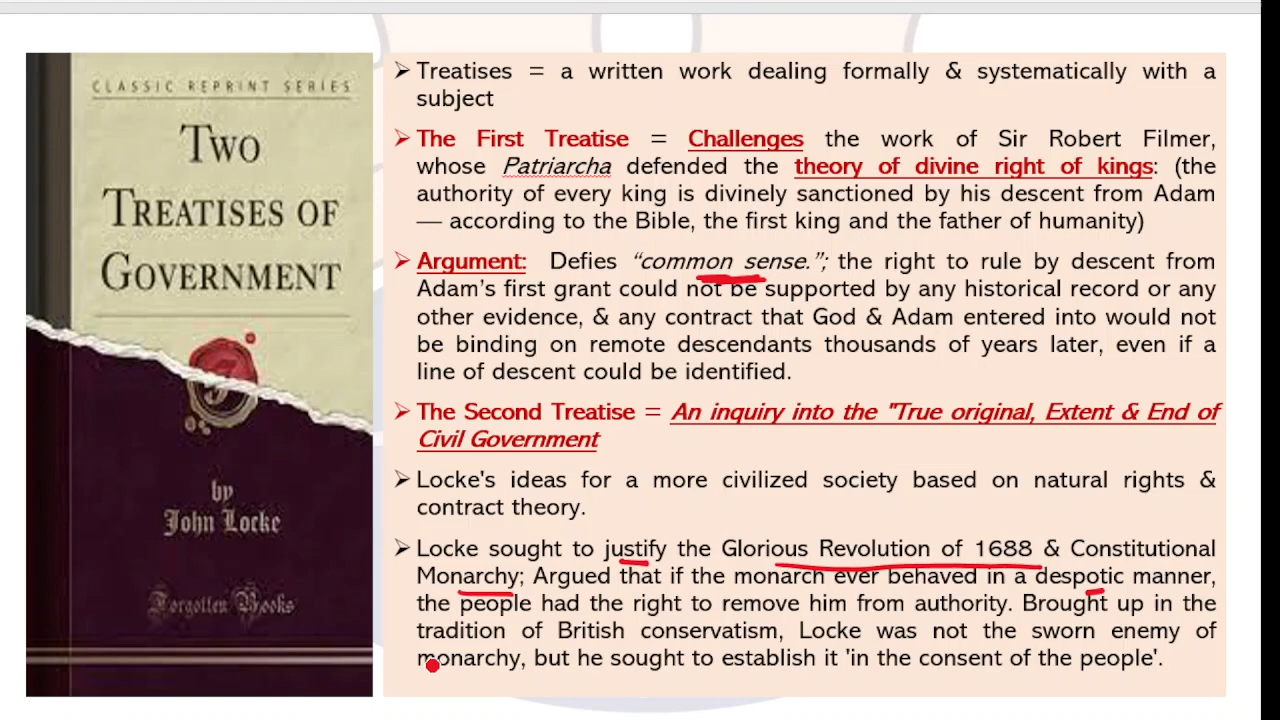 CLASSIC REPRINT SERIES
TWO
TREATISES OF
GOVERNMENT
by
John Locke
Forgotten Books
➢ Treatises = a written work dealing formally & systematically with a
subject
➢ The First Treatise = Challenges the work of Sir Robert Filmer,
whose Patriarcha defended the theory of divine right of kings: (the
authority of every king is divinely sanctioned by his descent from Adam
— according to the Bible, the first king and the father of humanity)
➢ Argument: Defies “common sense.”; the right to rule by descent from
Adam’s first grant could not be supported by any historical record or any
other evidence, & any contract that God & Adam entered into would not
be binding on remote descendants thousands of years later, even if a
line of descent could be identified.
➢ The Second Treatise = An inquiry into the "True original, Extent & End of
Civil Government
➢ Locke's ideas for a more civilized society based on natural rights &
contract theory.
➢ Locke sought to justify the Glorious Revolution of 1688 & Constitutional
Monarchy; Argued that if the monarch ever behaved in a despotic manner,
the people had the right to remove him from authority. Brought up in the
tradition of British conservatism, Locke was not the sworn enemy of
monarchy, but he sought to establish it 'in the consent of the people'.